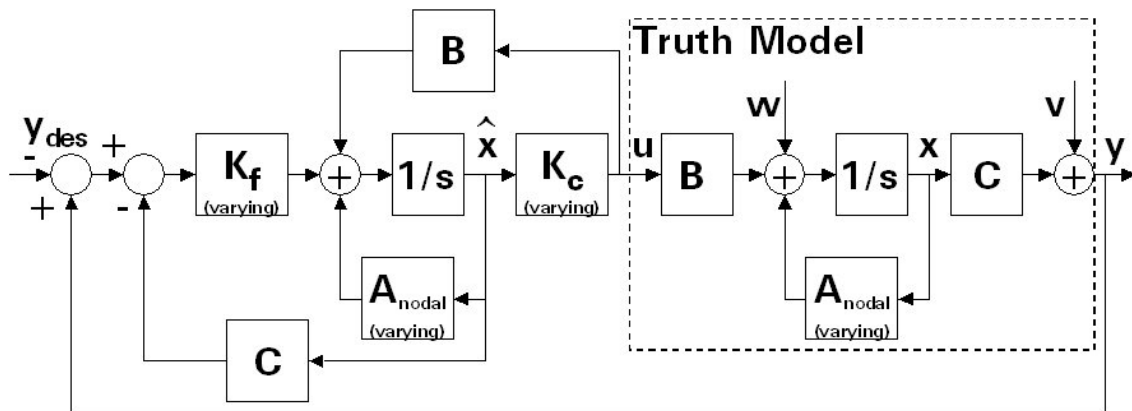 B
Truth Model
w
v
y_des
x̂
u
x
y
-
+
+
-
K_f
(varying)
+
1/s
K_c
(varying)
B
+
1/s
C
+
A_nodal
(varying)
A_nodal
(varying)
C